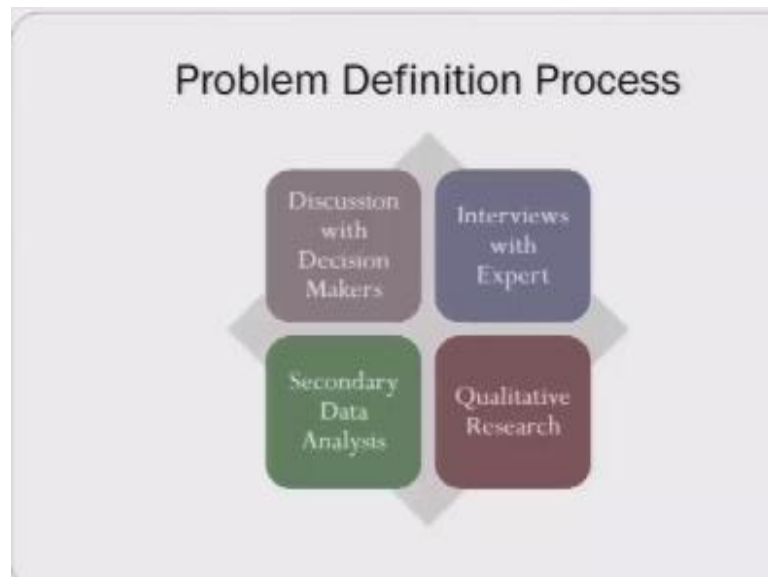 Problem Definition Process
Discussion
with
Decision
Makers
Interviews
with
Expert
Secondary
Data
Analysis
Qualitative
Research